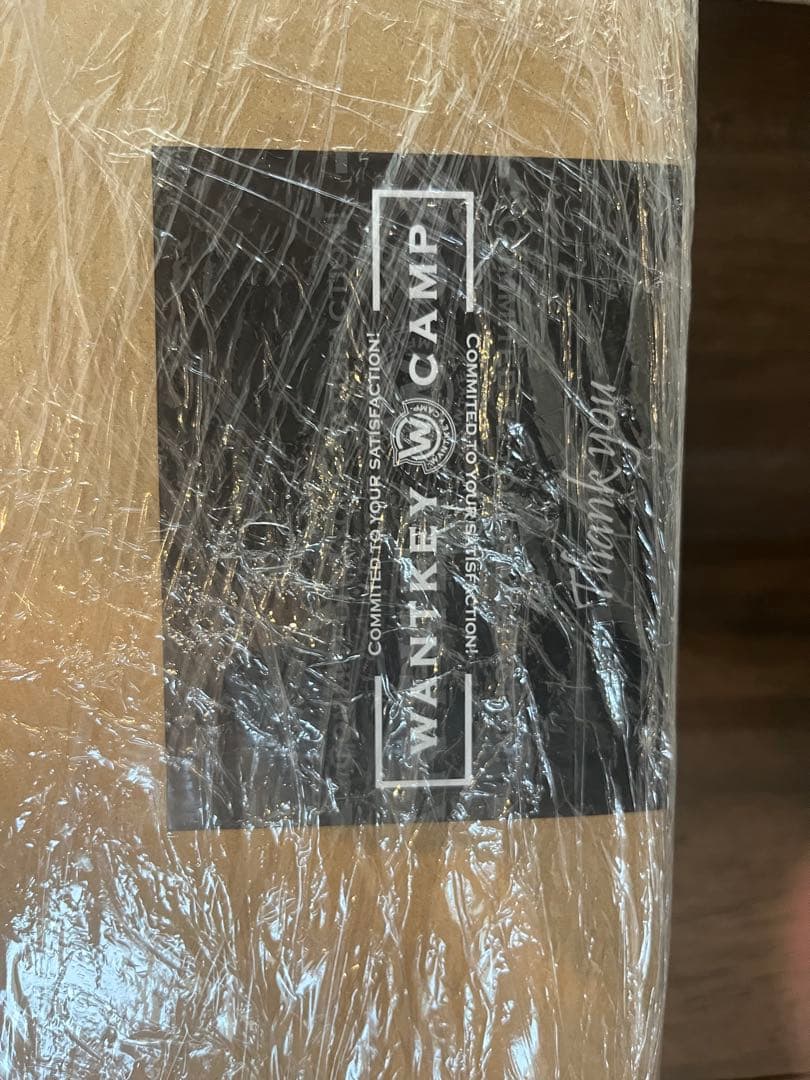 COMMITED TO YOUR SATISFACTION!
WANTKEY W CAMP
COMMITED TO YOUR SATISFACTION!
Thank you